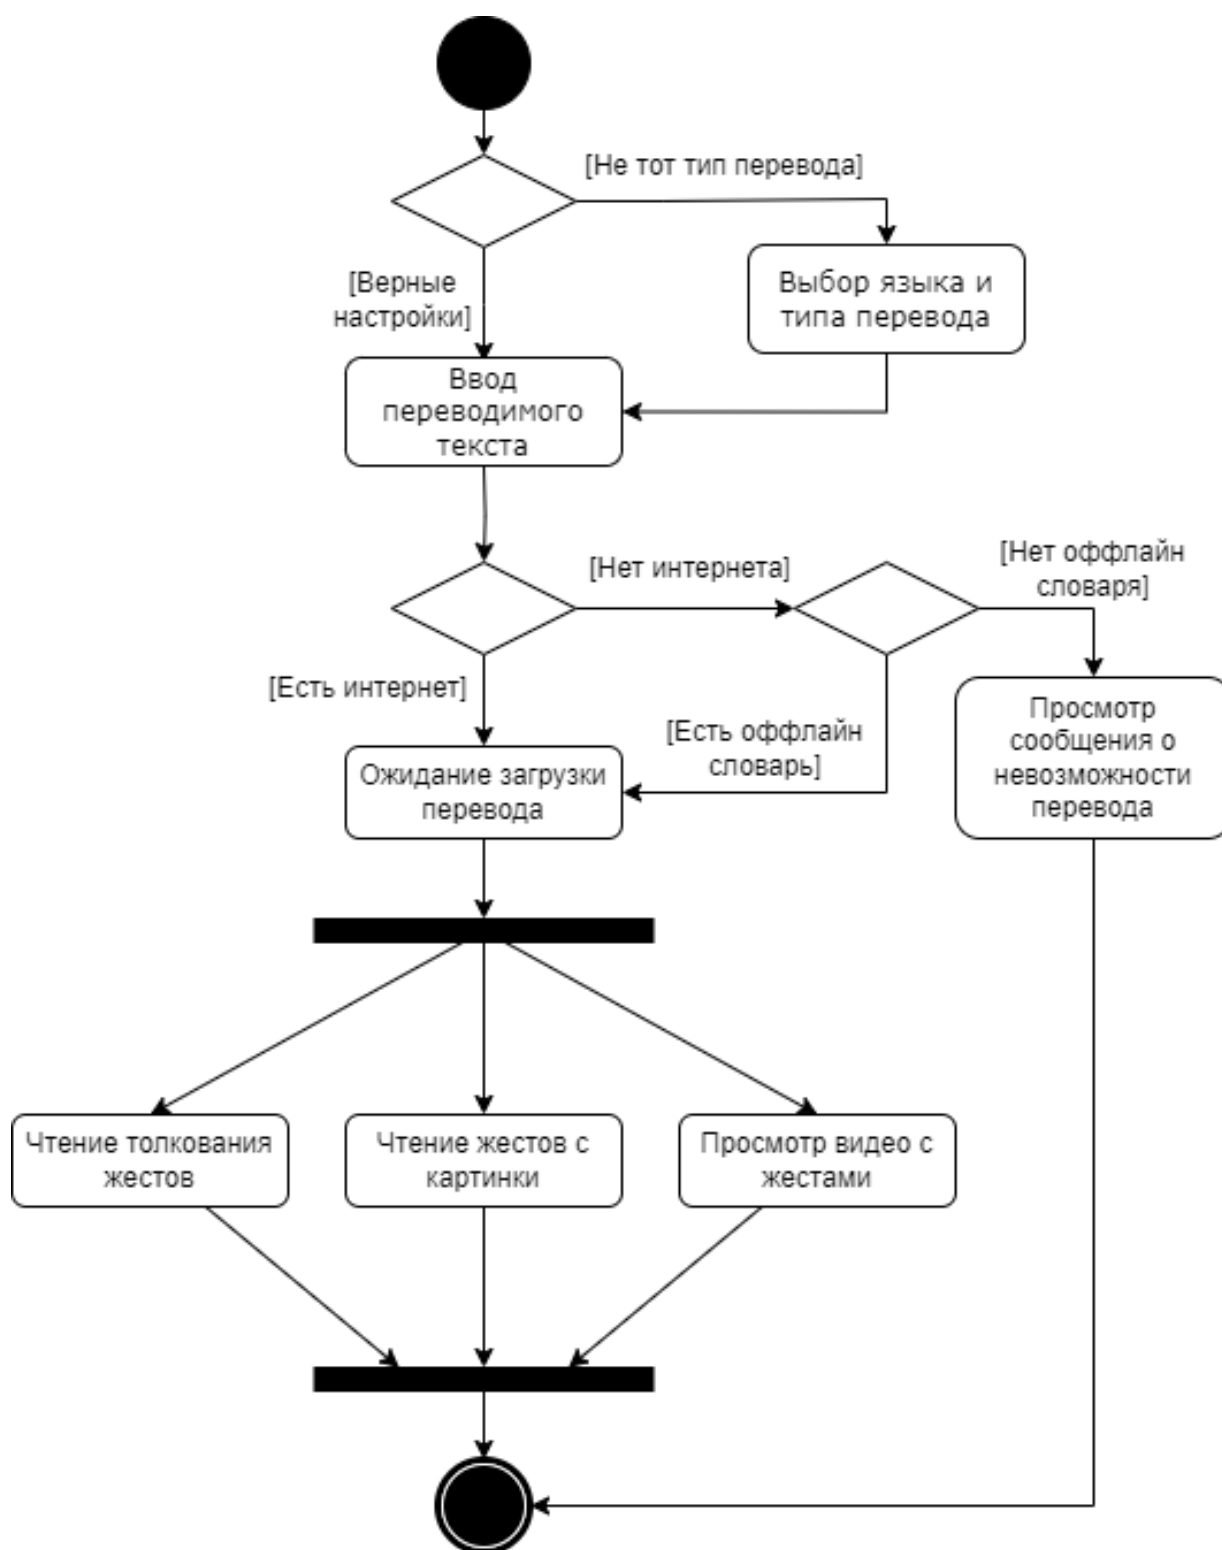 [Не тот тип перевода]
[Верные
настройки]
Выбор языка и
типа перевода
Ввод
переводимого
текста
[Нет интернета]
[Нет оффлайн
словаря]
[Есть интернет]
[Есть оффлайн
словарь]
Просмотр
сообщения о
невозможности
перевода
Ожидание загрузки
перевода
Чтение толкования
жестов
Чтение жестов с
картинки
Просмотр видео с
жестами